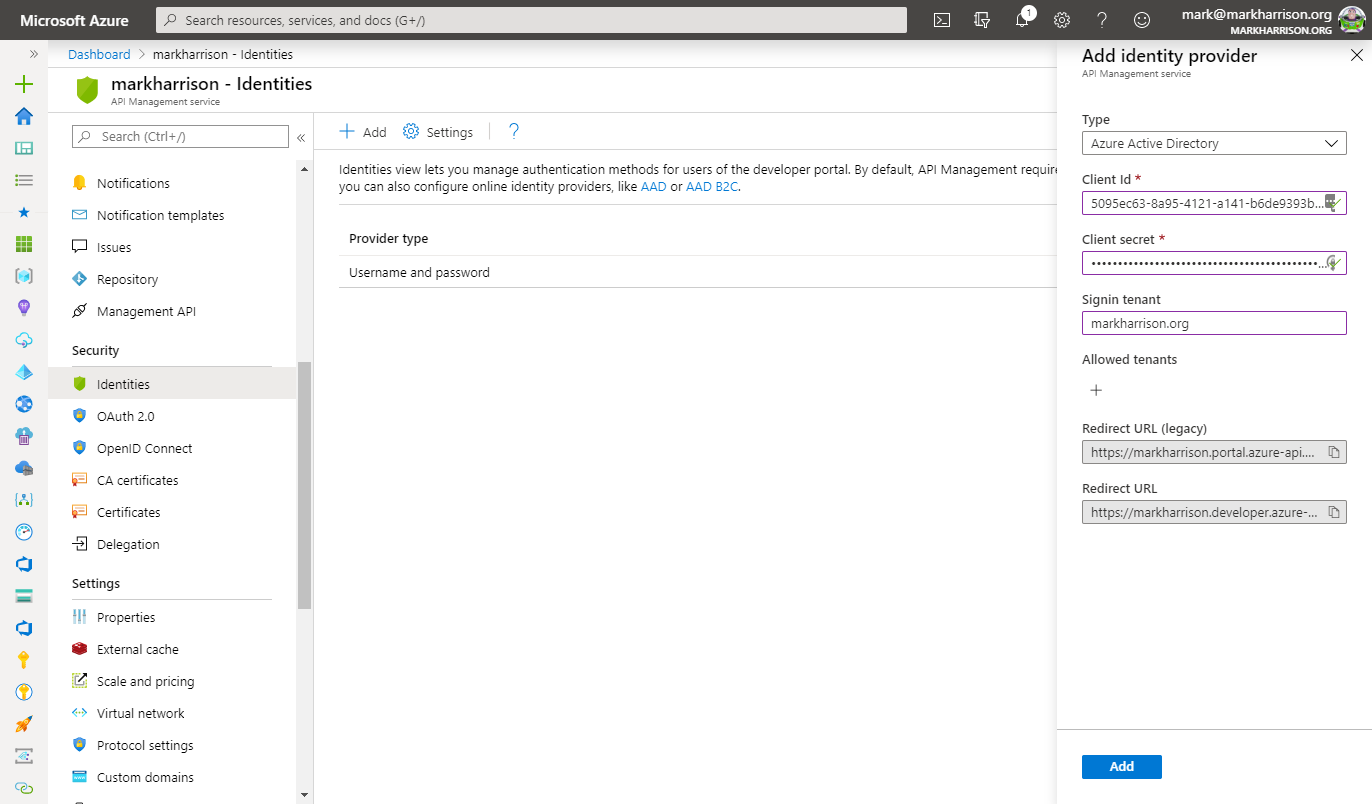 Microsoft Azure
Search resources, services, and docs (G+/)
1
mark@markharrison.org
MARKHARRISON.ORG
Dashboard > markharrison - Identities
markharrison - Identities
API Management service
Search (Ctrl+/)
Notifications
Notification templates
Issues
Repository
Management API
Security
Identities
OAuth 2.0
OpenID Connect
CA certificates
Certificates
Delegation
Settings
Properties
External cache
Scale and pricing
Virtual network
Protocol settings
Custom domains
Add
Settings
?
Identities view lets you manage authentication methods for users of the developer portal. By default, API Management require
you can also configure online identity providers, like AAD or AAD B2C.
Provider type
Username and password
Add identity provider
API Management service
Type
Azure Active Directory
Client Id *
5095ec63-8a95-4121-a141-b6de9393b...
Client secret *
Signin tenant
markharrison.org
Allowed tenants
Redirect URL (legacy)
https://markharrison.portal.azure-api....
Redirect URL
https://markharrison.developer.azure-...
Add